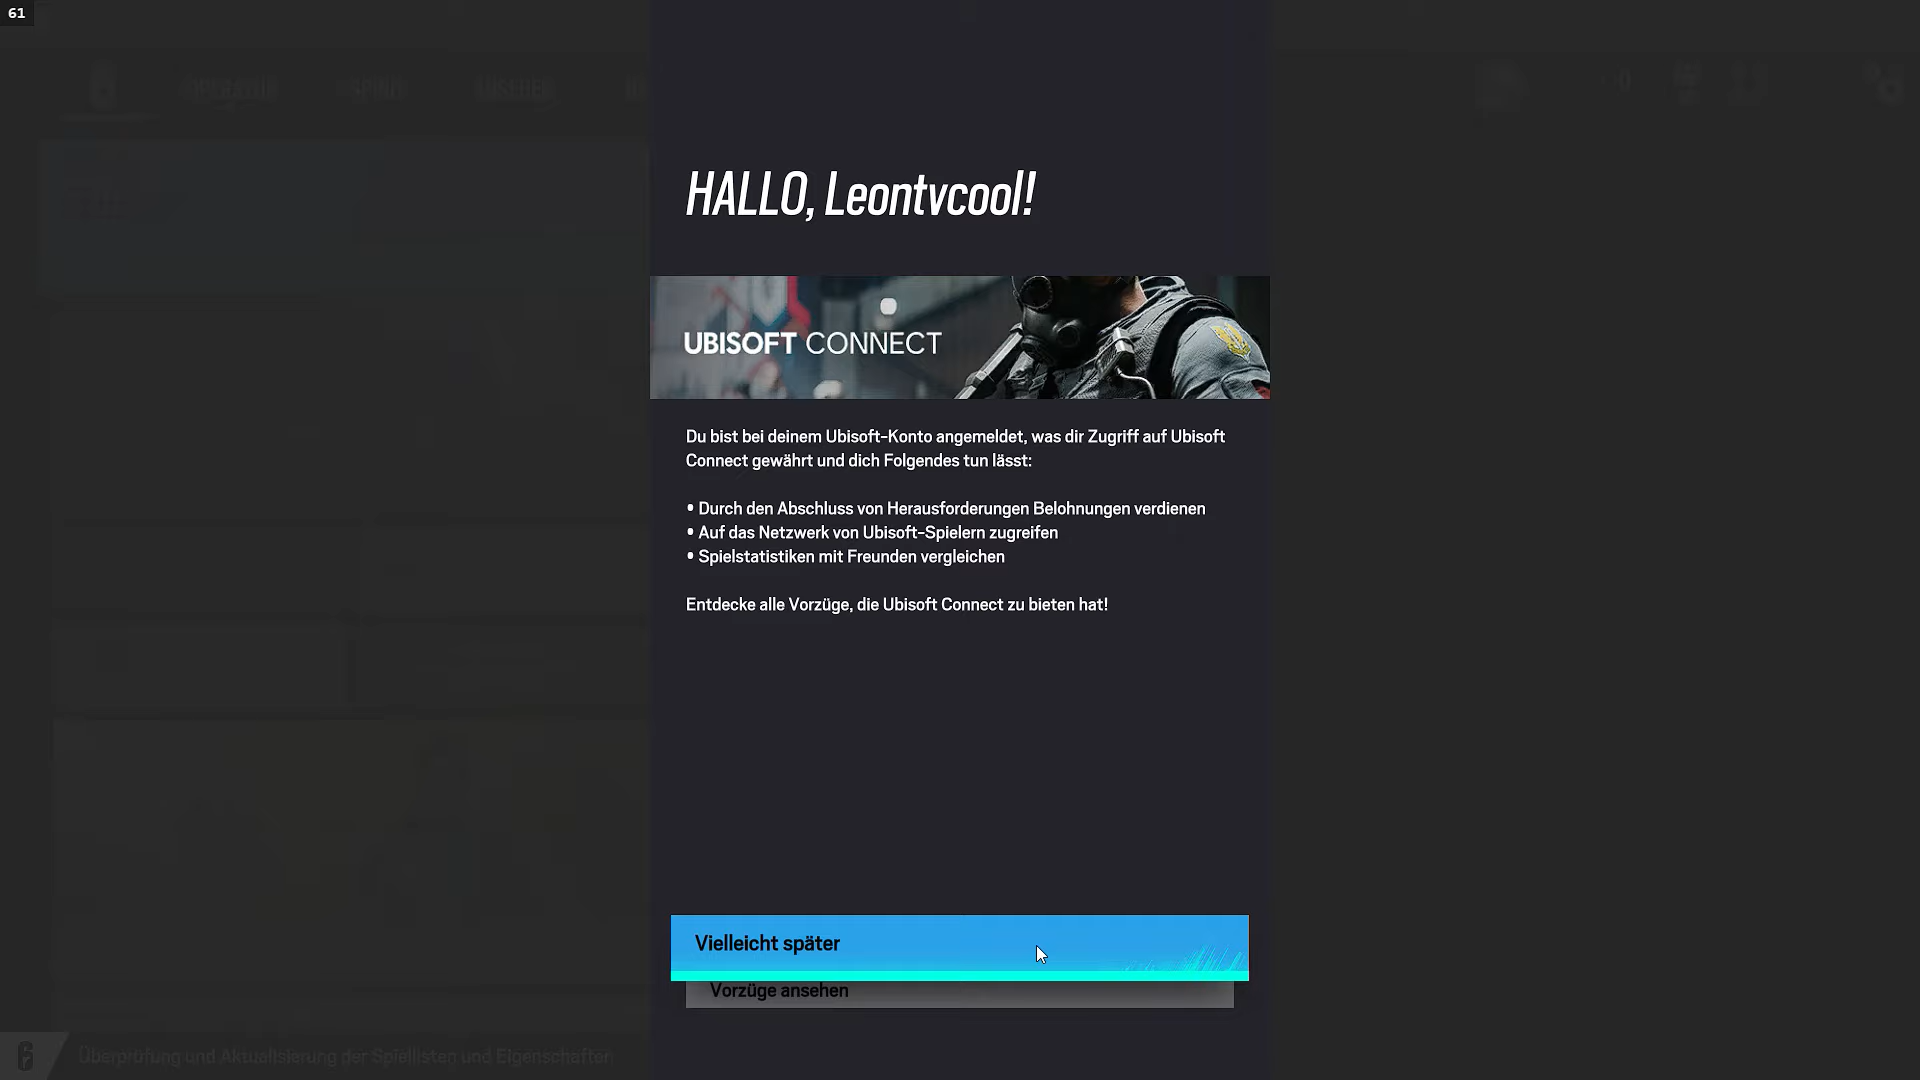 61
HALLO, Leontvcool!
UBISOFT CONNECT
Du bist bei deinem Ubisoft-Konto angemeldet, was dir Zugriff auf Ubisoft
Connect gewährt und dich Folgendes tun lässt:
• Durch den Abschluss von Herausforderungen Belohnungen verdienen
• Auf das Netzwerk von Ubisoft-Spielern zugreifen
• Spielstatistiken mit Freunden vergleichen
Entdecke alle Vorzüge, die Ubisoft Connect zu bieten hat!
Vielleicht später
Vorzüge ansehen
Überprüfung und Aktualisierung der Spiellisten und Eigenschaften